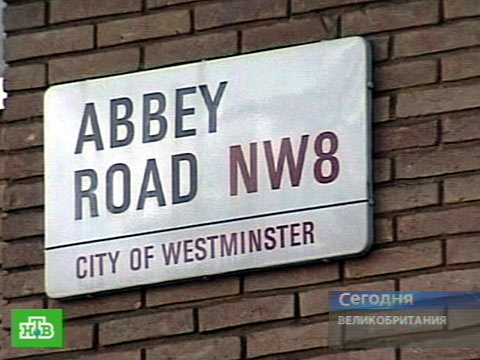 ABBEY
ROAD NW8
CITY OF WESTMINSTER
Сегодня
ВЕЛИКОБРИТАНИЯ
НТВ